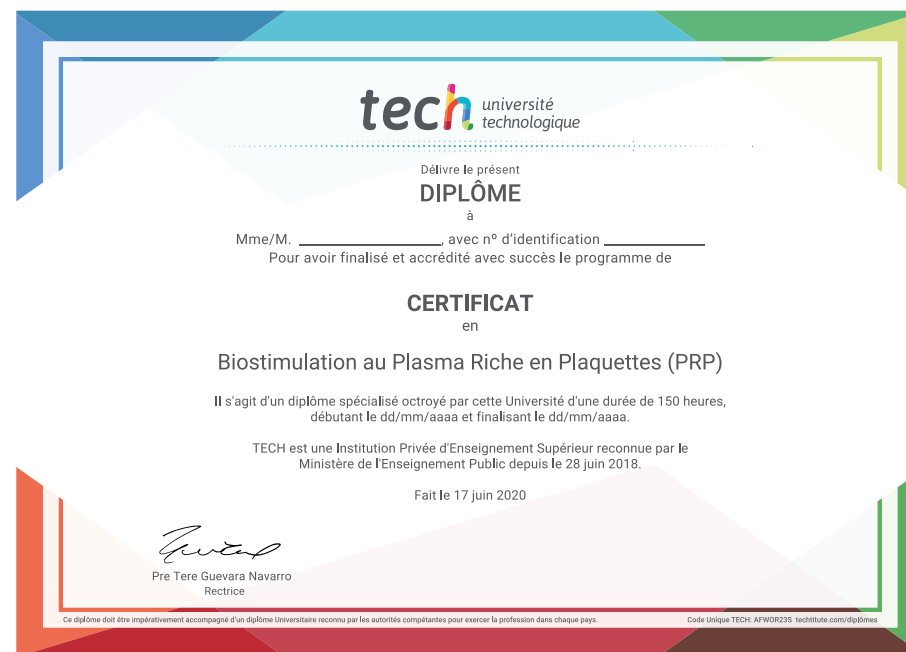 tech université
technologique
Délivre le présent
DIPLÔME
à
Mme/M. ____________________, avec nº d'identification ______________
Pour avoir finalisé et accrédité avec succès le programme de
CERTIFICAT
en
Biostimulation au Plasma Riche en Plaquettes (PRP)
Il s'agit d'un diplôme spécialisé octroyé par cette Université d'une durée de 150 heures,
débutant le dd/mm/aaaa et finalisant le dd/mm/aaaa.
TECH est une Institution Privée d'Enseignement Supérieur reconnue par le
Ministère de l'Enseignement Public depuis le 28 juin 2018.
Fait le 17 juin 2020
Pre Tere Guevara Navarro
Rectrice
Ce diplôme doit être impérativement accompagné d'un diplôme Universitaire reconnu par les autorités compétentes pour exercer la profession dans chaque pays.
Code Unique TECH: AFWOR23S techtitute.com/diplômes